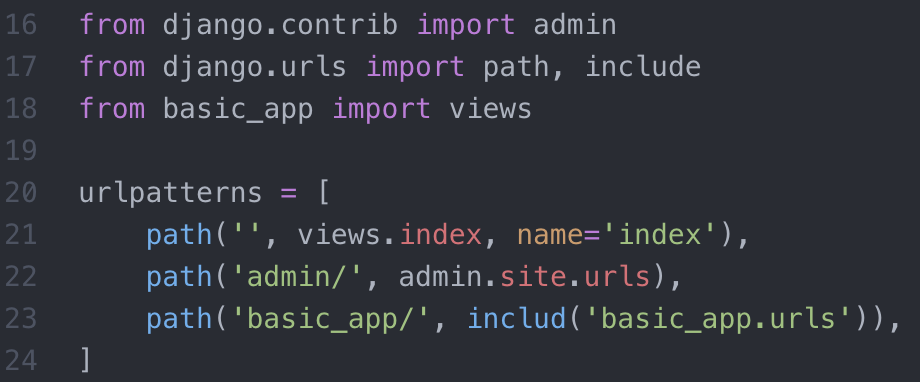 16 from django.contrib import admin
17 from django.urls import path, include
18 from basic_app import views
19
20 urlpatterns = [
21     path('', views.index, name='index'),
22     path('admin/', admin.site.urls),
23     path('basic_app/', includ('basic_app.urls')),
24 ]